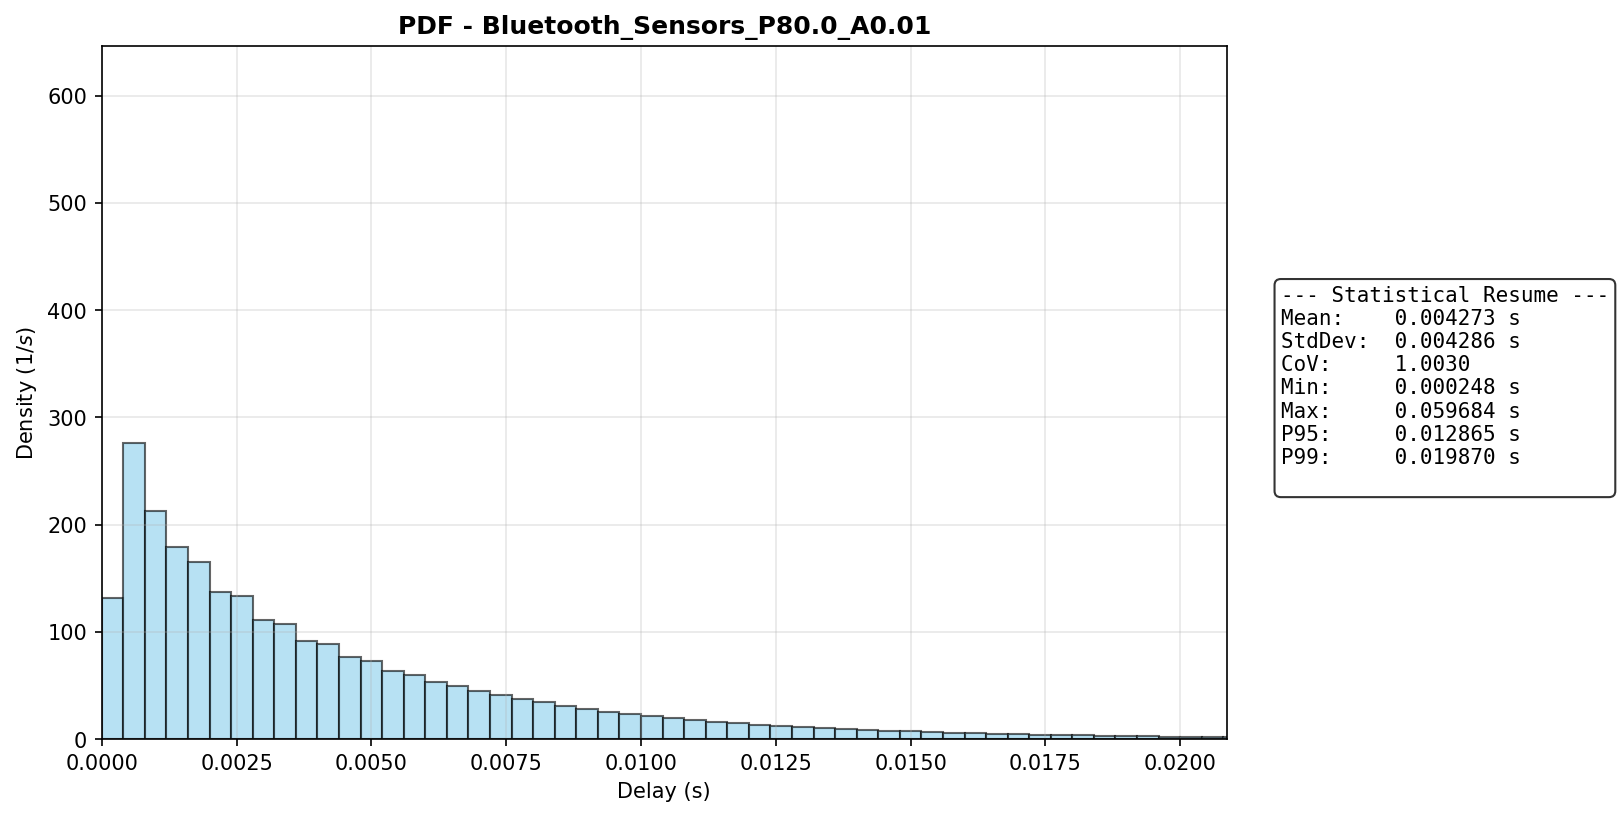 PDF - Bluetooth_Sensors_P80.0_A0.01
600
500
400
300
200
100
0
Density (1/s)
0.0000 0.0025 0.0050 0.0075 0.0100 0.0125 0.0150 0.0175 0.0200
Delay (s)
--- Statistical Resume ---
Mean: 0.004273 s
StdDev: 0.004286 s
CoV: 1.0030
Min: 0.000248 s
Max: 0.059684 s
P95: 0.012865 s
P99: 0.019870 s